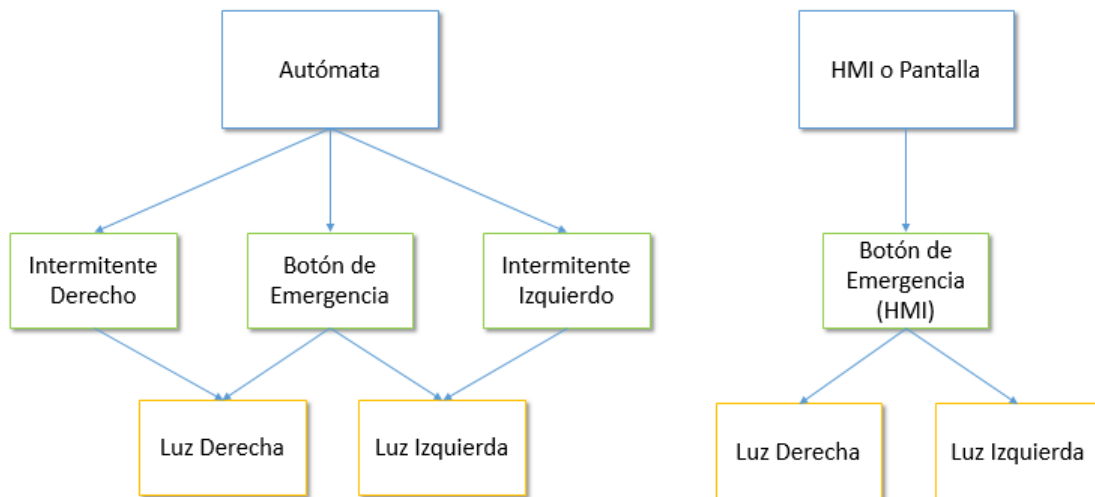 Autómata
HMI o Pantalla
Intermitente
Derecho
Botón de
Emergencia
Intermitente
Izquierdo
Botón de
Emergencia
(HMI)
Luz Derecha
Luz Izquierda
Luz Derecha
Luz Izquierda